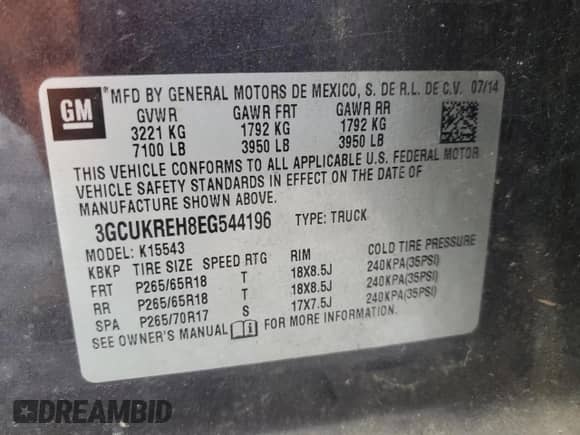 GM
*MFD BY GENERAL MOTORS DE MEXICO, S. DE R.L. DE C.V. 07/14
GVWR GAWR FRT GAWR RR
3221 KG 1792 KG 1792 KG
7100 LB 3950 LB 3950 LB
THIS VEHICLE CONFORMS TO ALL APPLICABLE U.S. FEDERAL MOTOR
VEHICLE SAFETY STANDARDS IN EFFECT ON THE DATE OF
MANUFACTURE SHOWN ABOVE.
3GCUKREH8EG544196 TYPE: TRUCK
MODEL: K15543
KBKP TIRE SIZE SPEED RTG RIM COLD TIRE PRESSURE
FRT P265/65R18 T 18X8.5J 240KPA(35PSI)
RR P265/65R18 T 18X8.5J 240KPA(35PSI)
SPA P265/70R17 S 17X7.5J 240KPA(35PSI)
SEE OWNER'S MANUAL FOR MORE INFORMATION.
DREAMBID